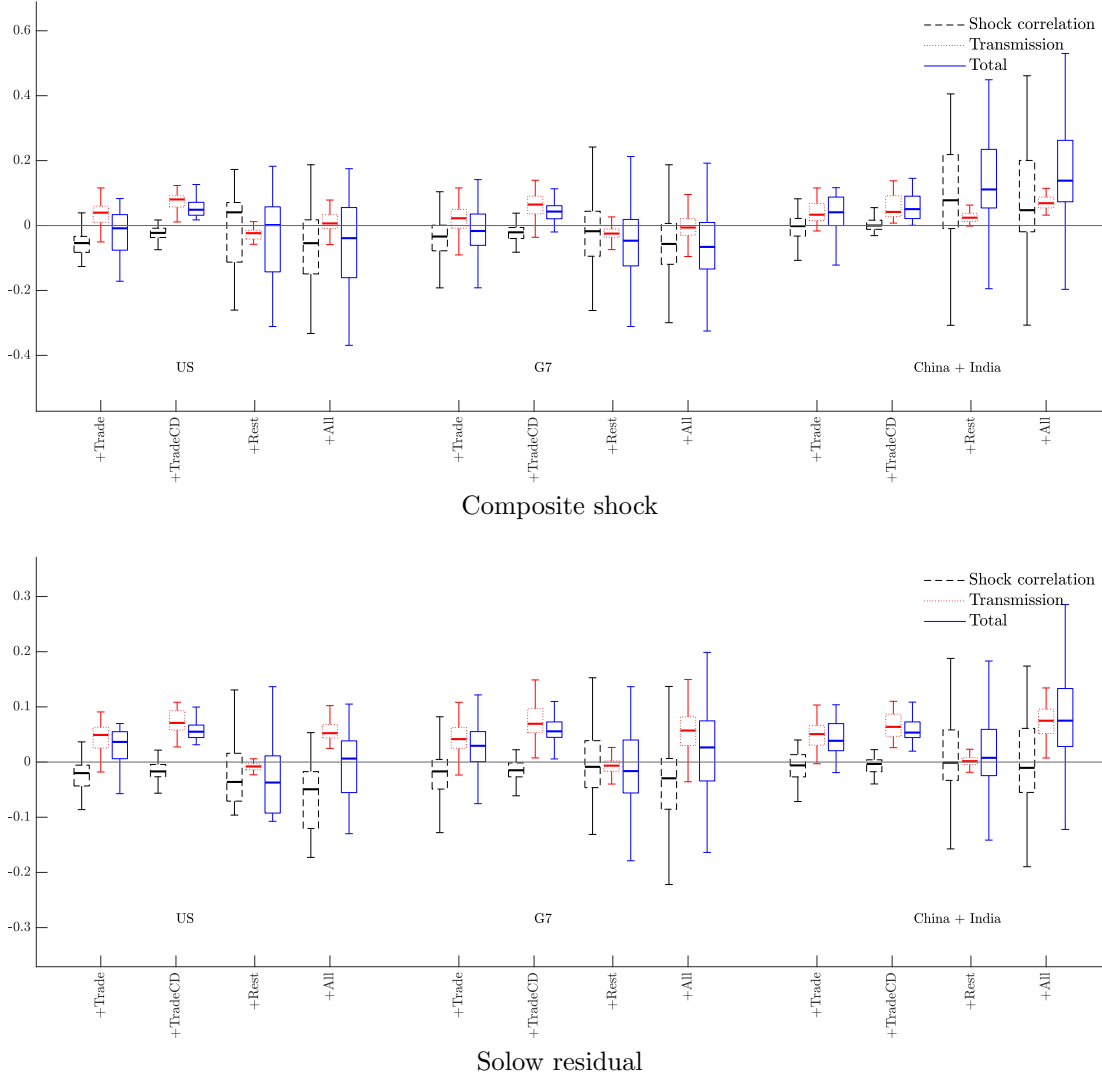 0.6
0.4
0.2
0
-0.2
-0.4
Shock correlation
Transmission
Total
US
G7
China + India
+Trade
+TradeCD
+Rest
+All
+Trade
+TradeCD
+Rest
+All
+Trade
+TradeCD
+Rest
+All
Composite shock
0.3
0.2
0.1
0
-0.1
-0.2
-0.3
Shock correlation
Transmission
Total
US
G7
China + India
+Trade
+TradeCD
+Rest
+All
+Trade
+TradeCD
+Rest
+All
+Trade
+TradeCD
+Rest
+All
Solow residual